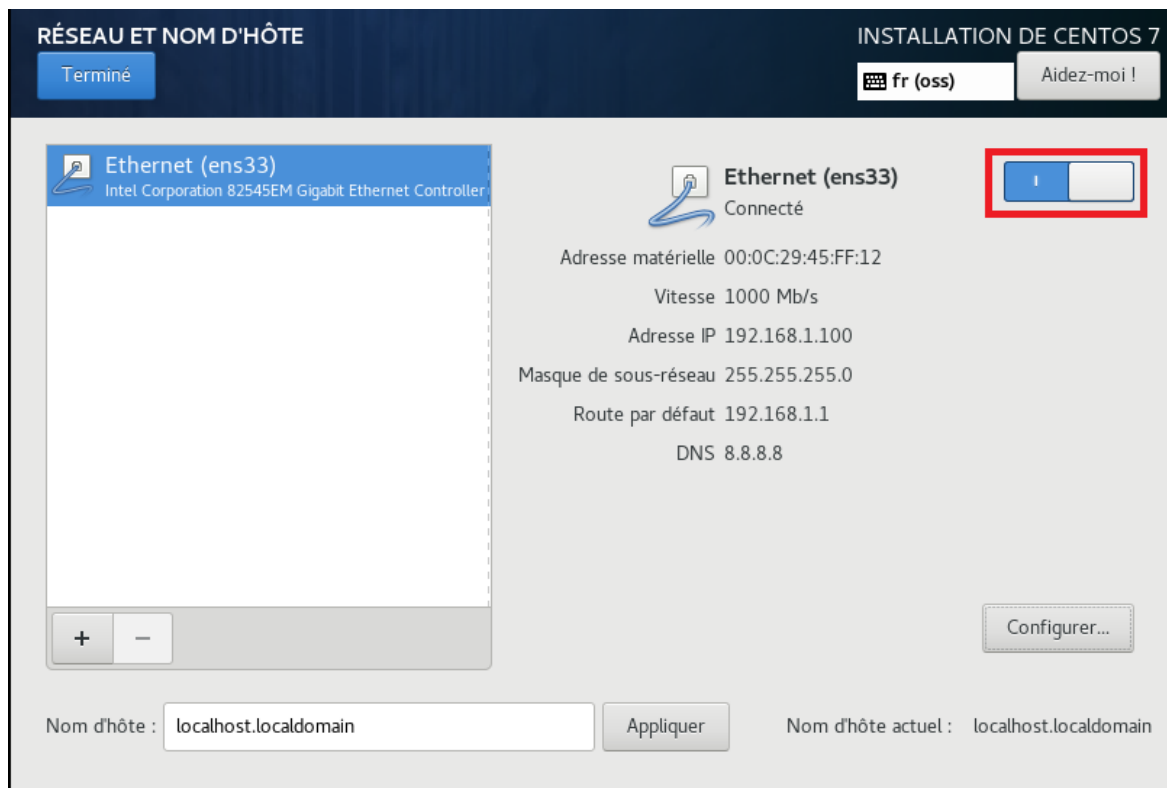 RÉSEAU ET NOM D'HÔTE
INSTALLATION DE CENTOS 7
Terminé
fr (oss)
Aidez-moi !
Ethernet (ens33)
Intel Corporation 82545EM Gigabit Ethernet Controller
Ethernet (ens33)
Connecté
Adresse matérielle 00:0C:29:45:FF:12
Vitesse 1000 Mb/s
Adresse IP 192.168.1.100
Masque de sous-réseau 255.255.255.0
Route par défaut 192.168.1.1
DNS 8.8.8.8
+ −
Configurer...
Nom d'hôte : localhost.localdomain Appliquer Nom d'hôte actuel : localhost.localdomain